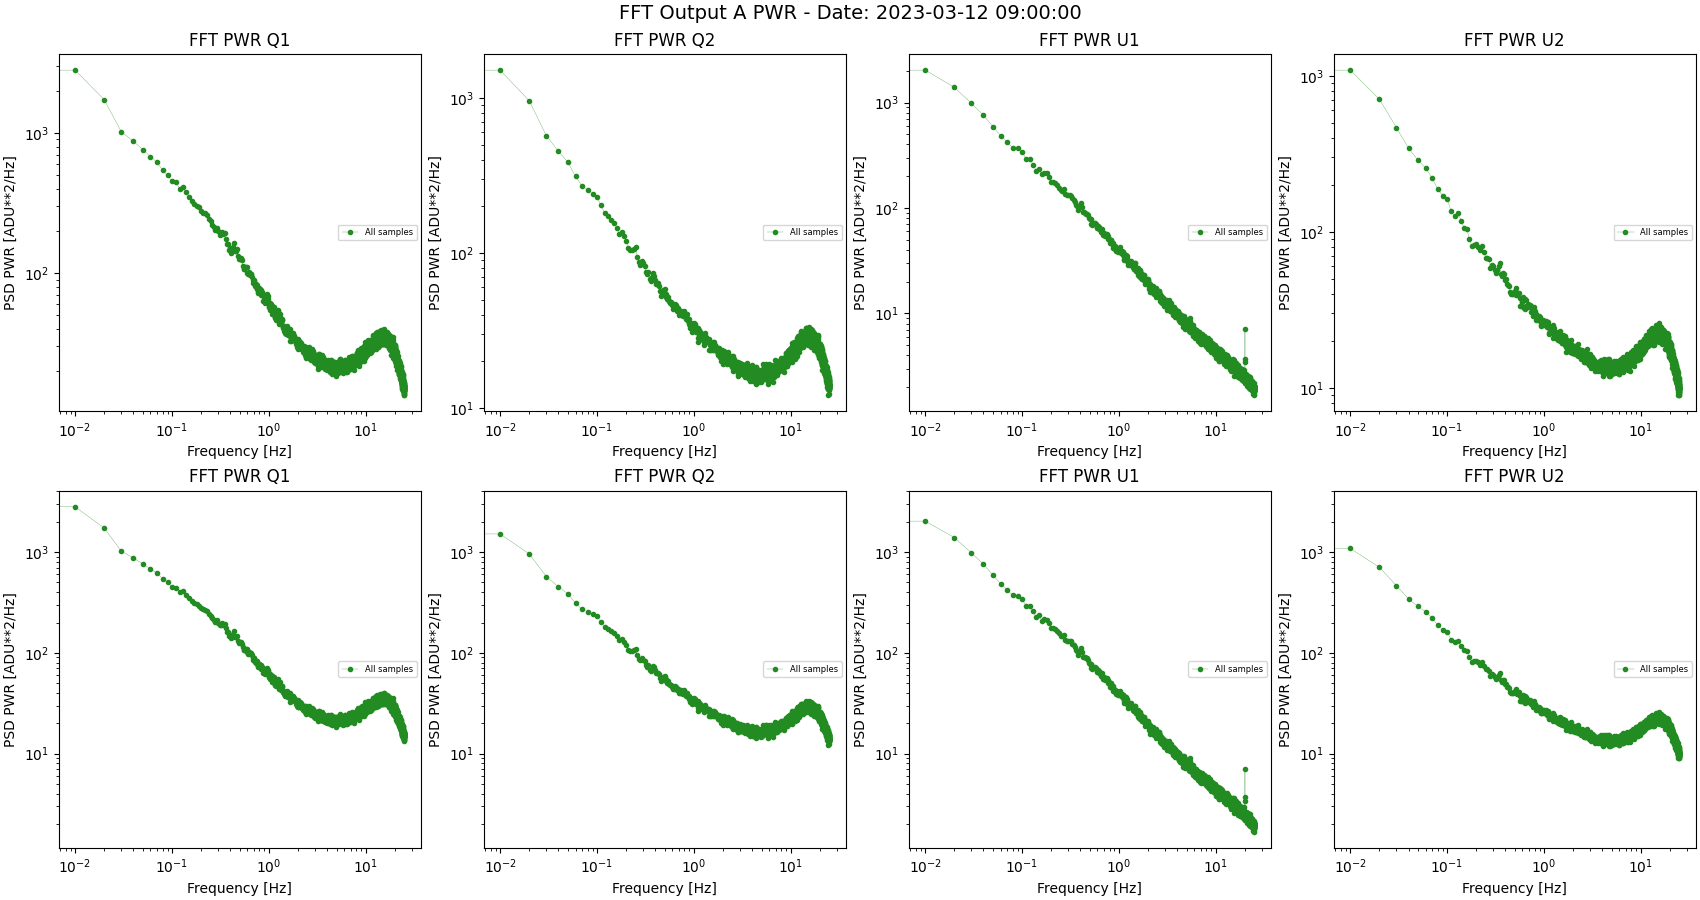 FFT Output A PWR - Date: 2023-03-12 09:00:00
FFT PWR Q1
PSD PWR [ADU**2/Hz]
10^3
10^2
All samples
10^-2 10^-1 10^0 10^1
Frequency [Hz]
FFT PWR Q2
PSD PWR [ADU**2/Hz]
10^3
10^2
10^1
All samples
10^-2 10^-1 10^0 10^1
Frequency [Hz]
FFT PWR U1
PSD PWR [ADU**2/Hz]
10^3
10^2
10^1
All samples
10^-2 10^-1 10^0 10^1
Frequency [Hz]
FFT PWR U2
PSD PWR [ADU**2/Hz]
10^3
10^2
10^1
All samples
10^-2 10^-1 10^0 10^1
Frequency [Hz]
FFT PWR Q1
PSD PWR [ADU**2/Hz]
10^3
10^2
10^1
All samples
10^-2 10^-1 10^0 10^1
Frequency [Hz]
FFT PWR Q2
PSD PWR [ADU**2/Hz]
10^3
10^2
10^1
All samples
10^-2 10^-1 10^0 10^1
Frequency [Hz]
FFT PWR U1
PSD PWR [ADU**2/Hz]
10^3
10^2
10^1
All samples
10^-2 10^-1 10^0 10^1
Frequency [Hz]
FFT PWR U2
PSD PWR [ADU**2/Hz]
10^3
10^2
10^1
All samples
10^-2 10^-1 10^0 10^1
Frequency [Hz]